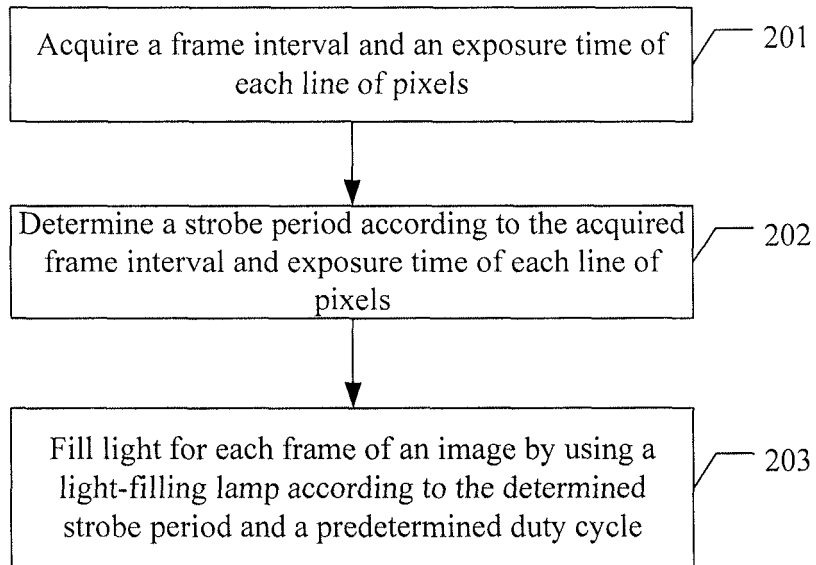 Acquire a frame interval and an exposure time of
each line of pixels
201
Determine a strobe period according to the acquired
frame interval and exposure time of each line of
pixels
202
Fill light for each frame of an image by using a
light-filling lamp according to the determined
strobe period and a predetermined duty cycle
203